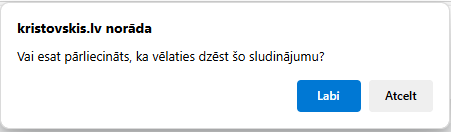 kristovskis.lv norāda
Vai esat pārliecināts, ka vēlaties dzēst šo sludinājumu?
Labi
Atcelt